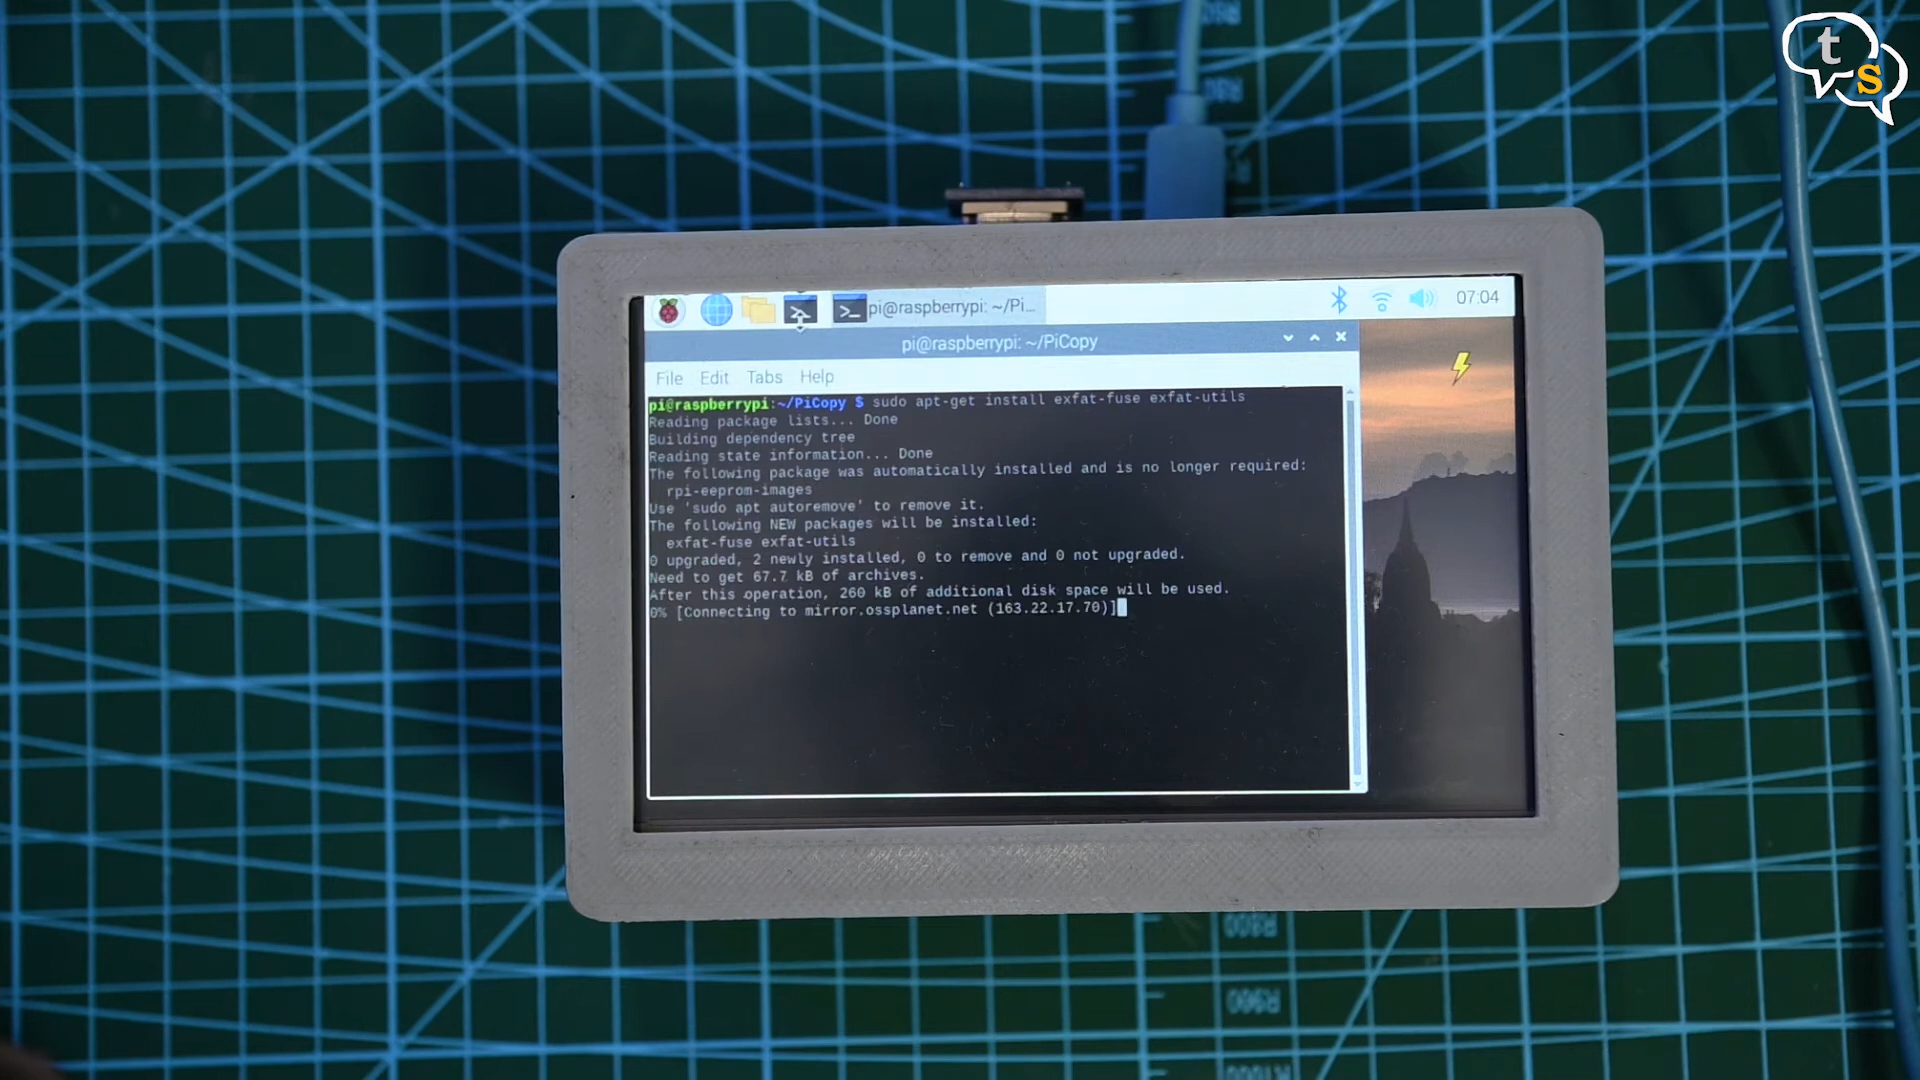 t
s
pi@raspberrypi: ~/Pi...
07:04
pi@raspberrypi: ~/PiCopy
File Edit Tabs Help
pi@raspberrypi:~/PiCopy $ sudo apt-get install exfat-fuse exfat-utils
Reading package lists... Done
Building dependency tree
Reading state information... Done
The following package was automatically installed and is no longer required:
rpi-eeprom-images
Use 'sudo apt autoremove' to remove it.
The following NEW packages will be installed:
exfat-fuse exfat-utils
0 upgraded, 2 newly installed, 0 to remove and 0 not upgraded.
Need to get 67.7 kB of archives.
After this operation, 260 kB of additional disk space will be used.
0% [Connecting to mirror.ossplanet.net (163.22.17.70)]